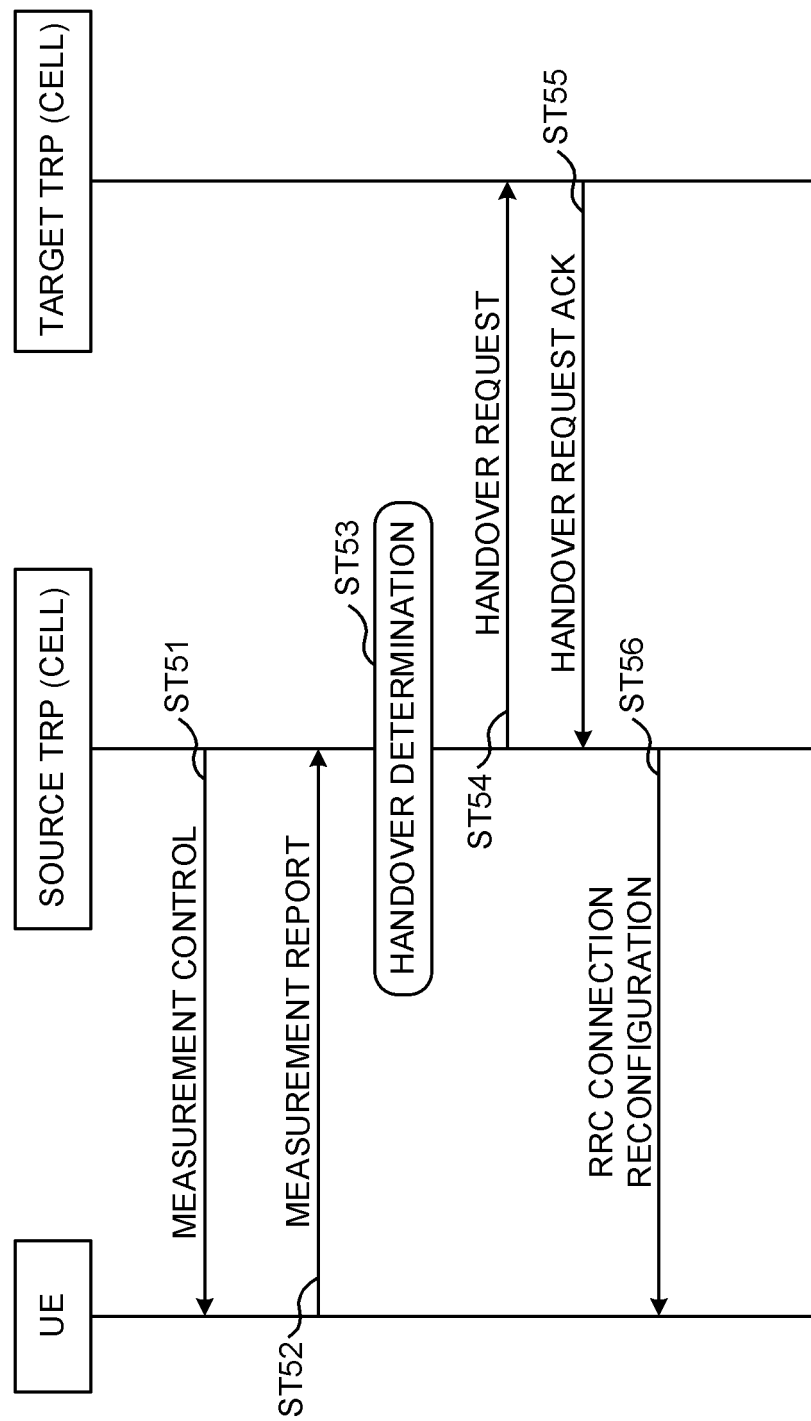 UE
SOURCE TRP (CELL)
TARGET TRP (CELL)
ST51
MEASUREMENT CONTROL
ST52
MEASUREMENT REPORT
ST53
HANDOVER DETERMINATION
ST54
HANDOVER REQUEST
ST55
HANDOVER REQUEST ACK
ST56
RRC CONNECTION
RECONFIGURATION